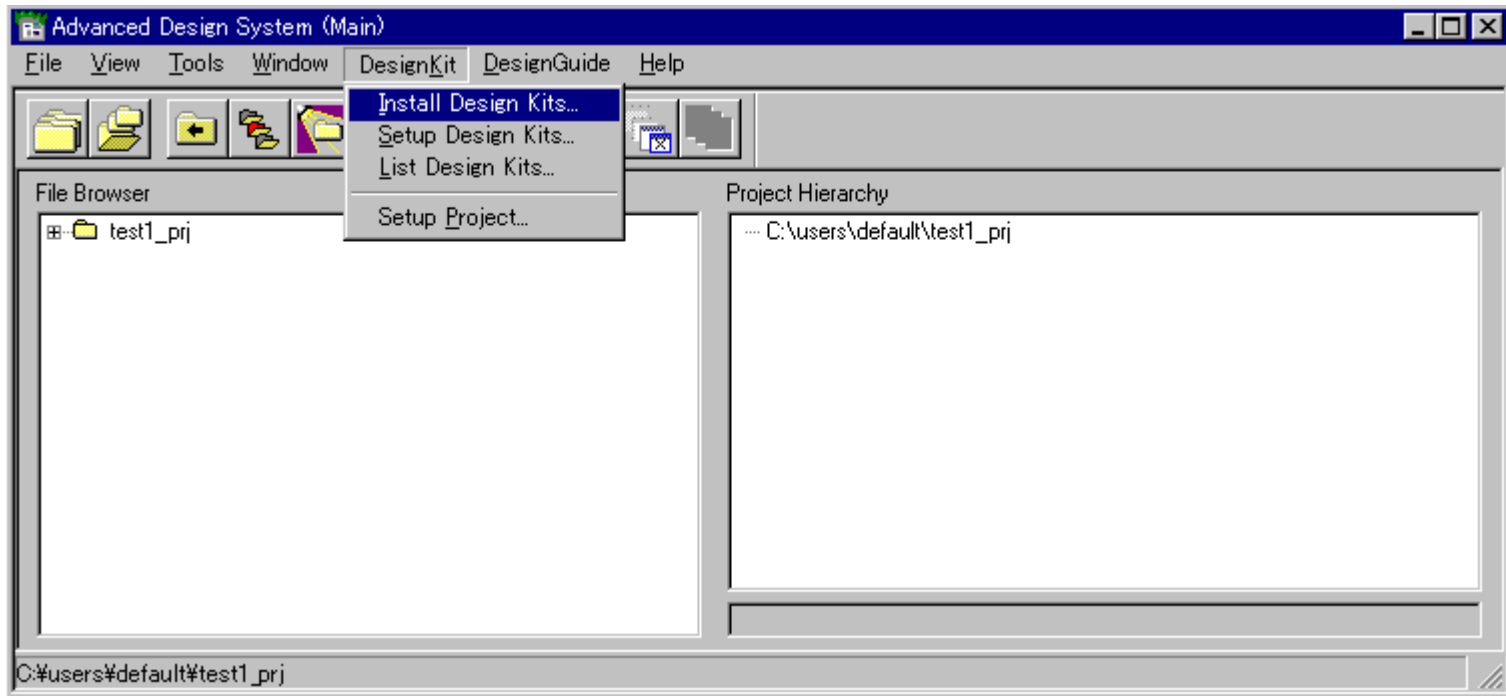 Advanced Design System (Main)
File View Tools Window DesignKit DesignGuide Help
Install Design Kits...
Setup Design Kits...
List Design Kits...
Setup Project...
File Browser
test1_prj
Project Hierarchy
C:\users\default\test1_prj
C:¥users¥default¥test1_prj